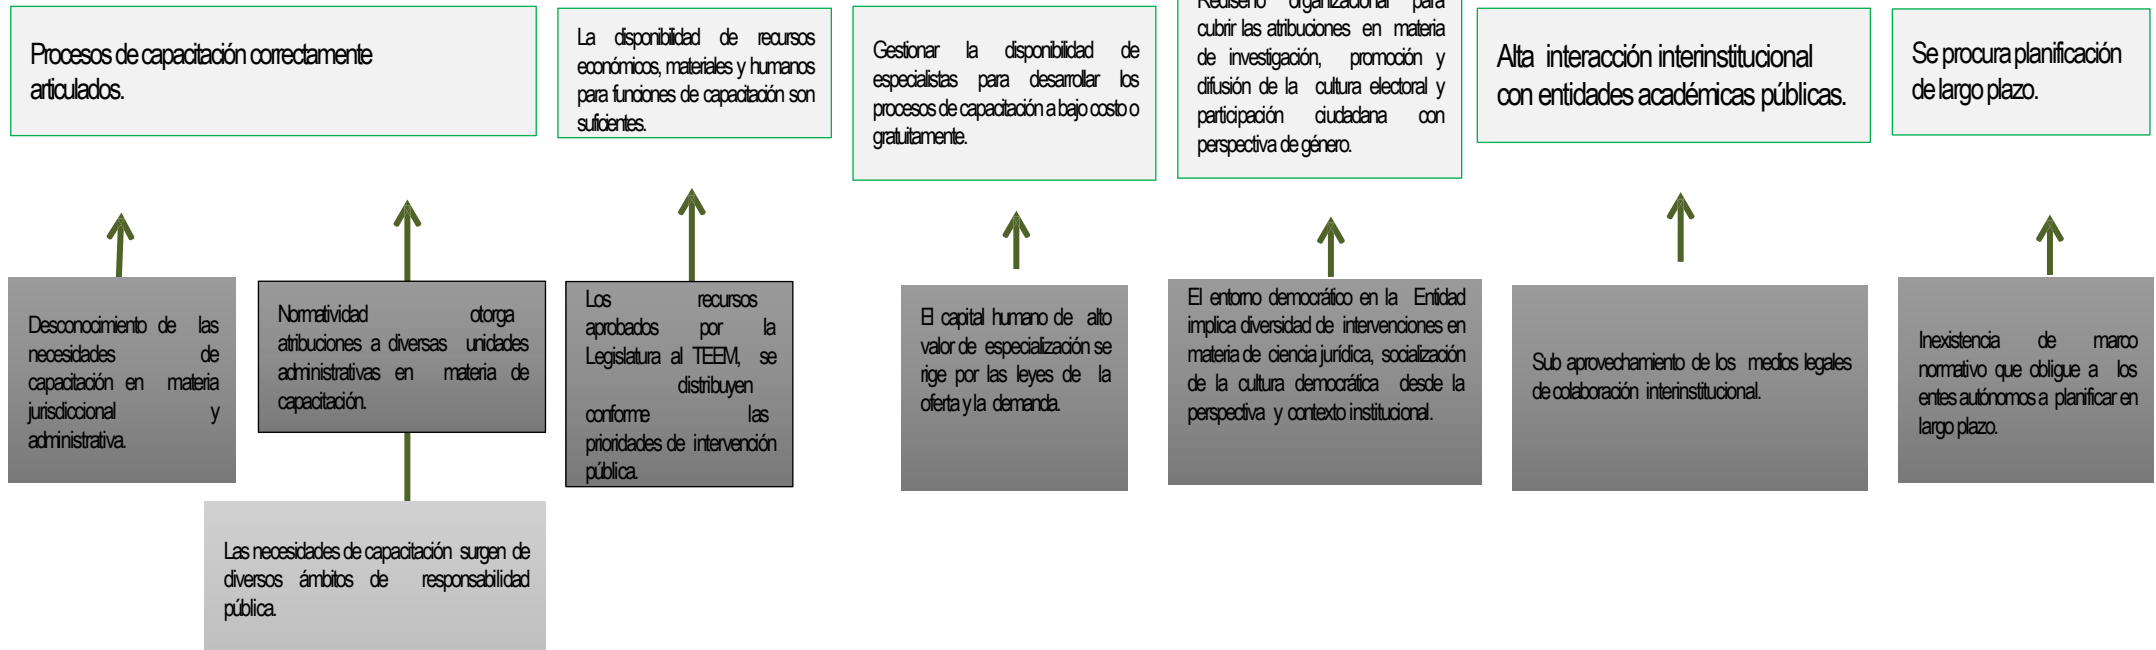 Procesos de capacitación correctamente
articulados.
La disponibilidad de recursos
económicos, materiales y humanos
para funciones de capacitación son
suficientes.
Gestionar la disponibilidad de
especialistas para desarrollar los
procesos de capacitación a bajo costo o
gratuitamente.
Rediseño organizacional para
cubrir las atribuciones en materia
de investigación, promoción y
difusión de la cultura electoral y
participación ciudadana con
perspectiva de género.
Alta interacción interinstitucional
con entidades académicas públicas.
Se procura planificación
de largo plazo.
Desconocimiento de las
necesidades de
capacitación en materia
jurisdiccional y
administrativa.
Normatividad otorga
atribuciones a diversas unidades
administrativas en materia de
capacitación.
Los recursos
aprobados por la
Legislatura al TEEM, se
distribuyen
conforme las
prioridades de intervención
pública.
El capital humano de alto
valor de especialización se
rige por las leyes de la
oferta y la demanda.
El entorno democrático en la Entidad
implica diversidad de intervenciones en
materia de ciencia jurídica, socialización
de la cultura democrática desde la
perspectiva y contexto institucional.
Sub aprovechamiento de los medios legales
de colaboración interinstitucional.
Inexistencia de marco
normativo que obligue a los
entes autónomos a planificar en
largo plazo.
Las necesidades de capacitación surgen de
diversos ámbitos de responsabilidad
pública.